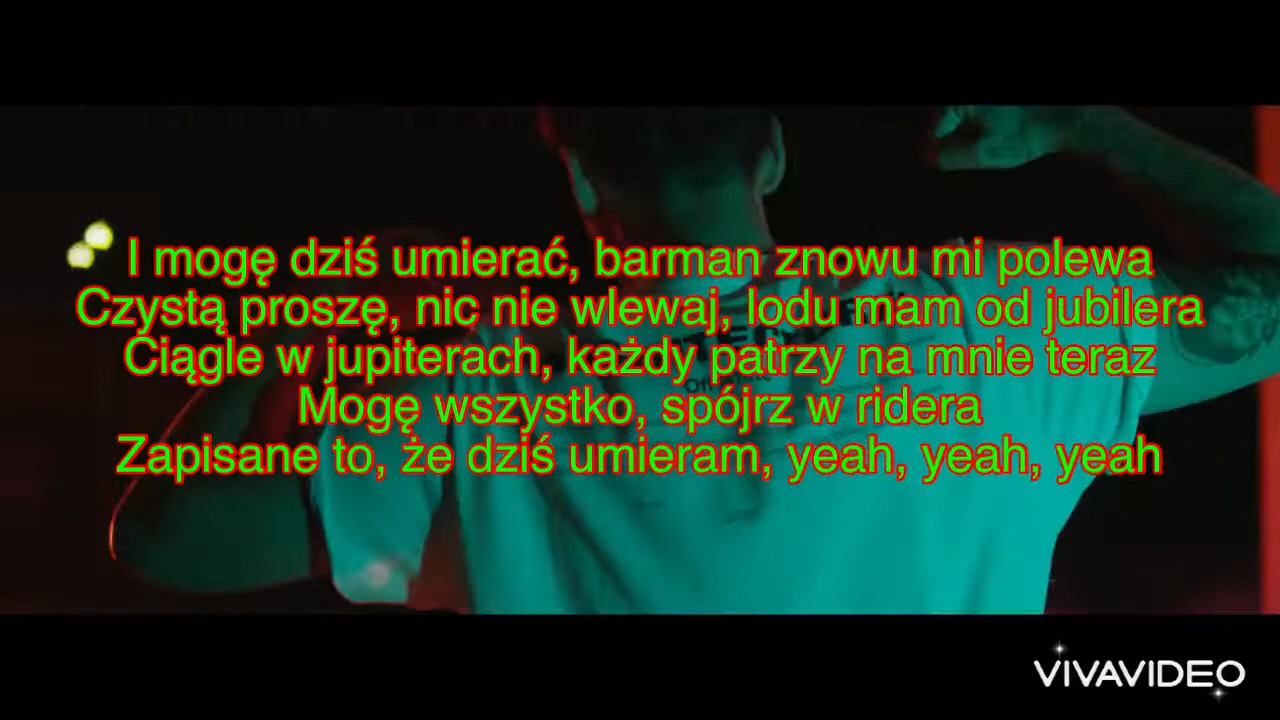 I mogę dziś umierać, barman znowu mi polewa
Czystą proszę, nic nie wlewaj, lodu mam od jubilera
Ciągle w jupiterach, każdy patrzy na mnie teraz
Mogę wszystko, spójrz w ridera
Zapisane to, że dziś umieram, yeah, yeah, yeah
VIVAVIDEO